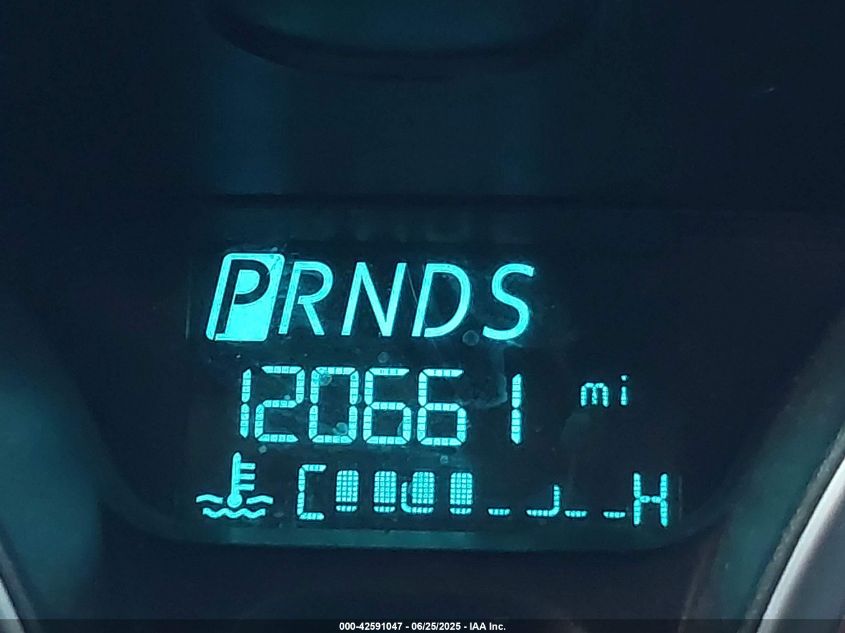 PRNDS
120661 mi
C H
000-42591047 - 06/25/2025 - IAA Inc.